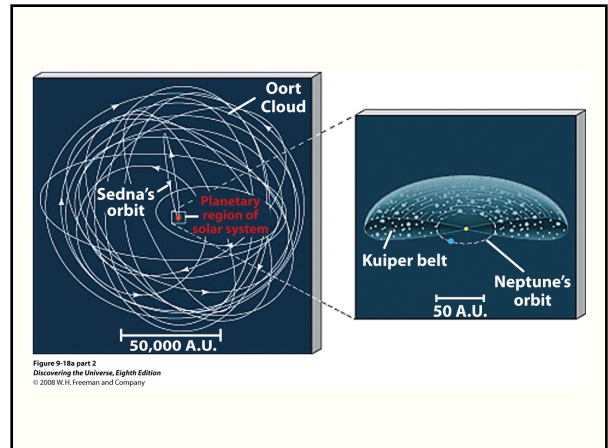 Oort
Cloud
Sedna's
orbit
Planetary
region of
solar system
50,000 A.U.
Kuiper belt
Neptune's
orbit
50 A.U.
Figure 9-18a part 2
Discovering the Universe, Eighth Edition
© 2008 W. H. Freeman and Company